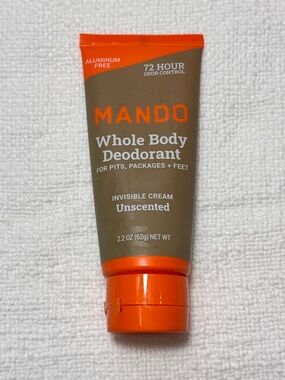 ALUMINUM
FREE
72 HOUR
ODOR CONTROL
MANDO
Whole Body
Deodorant
FOR PITS, PACKAGES + FEET
INVISIBLE CREAM
Unscented
2.2 OZ (62g) NET WT